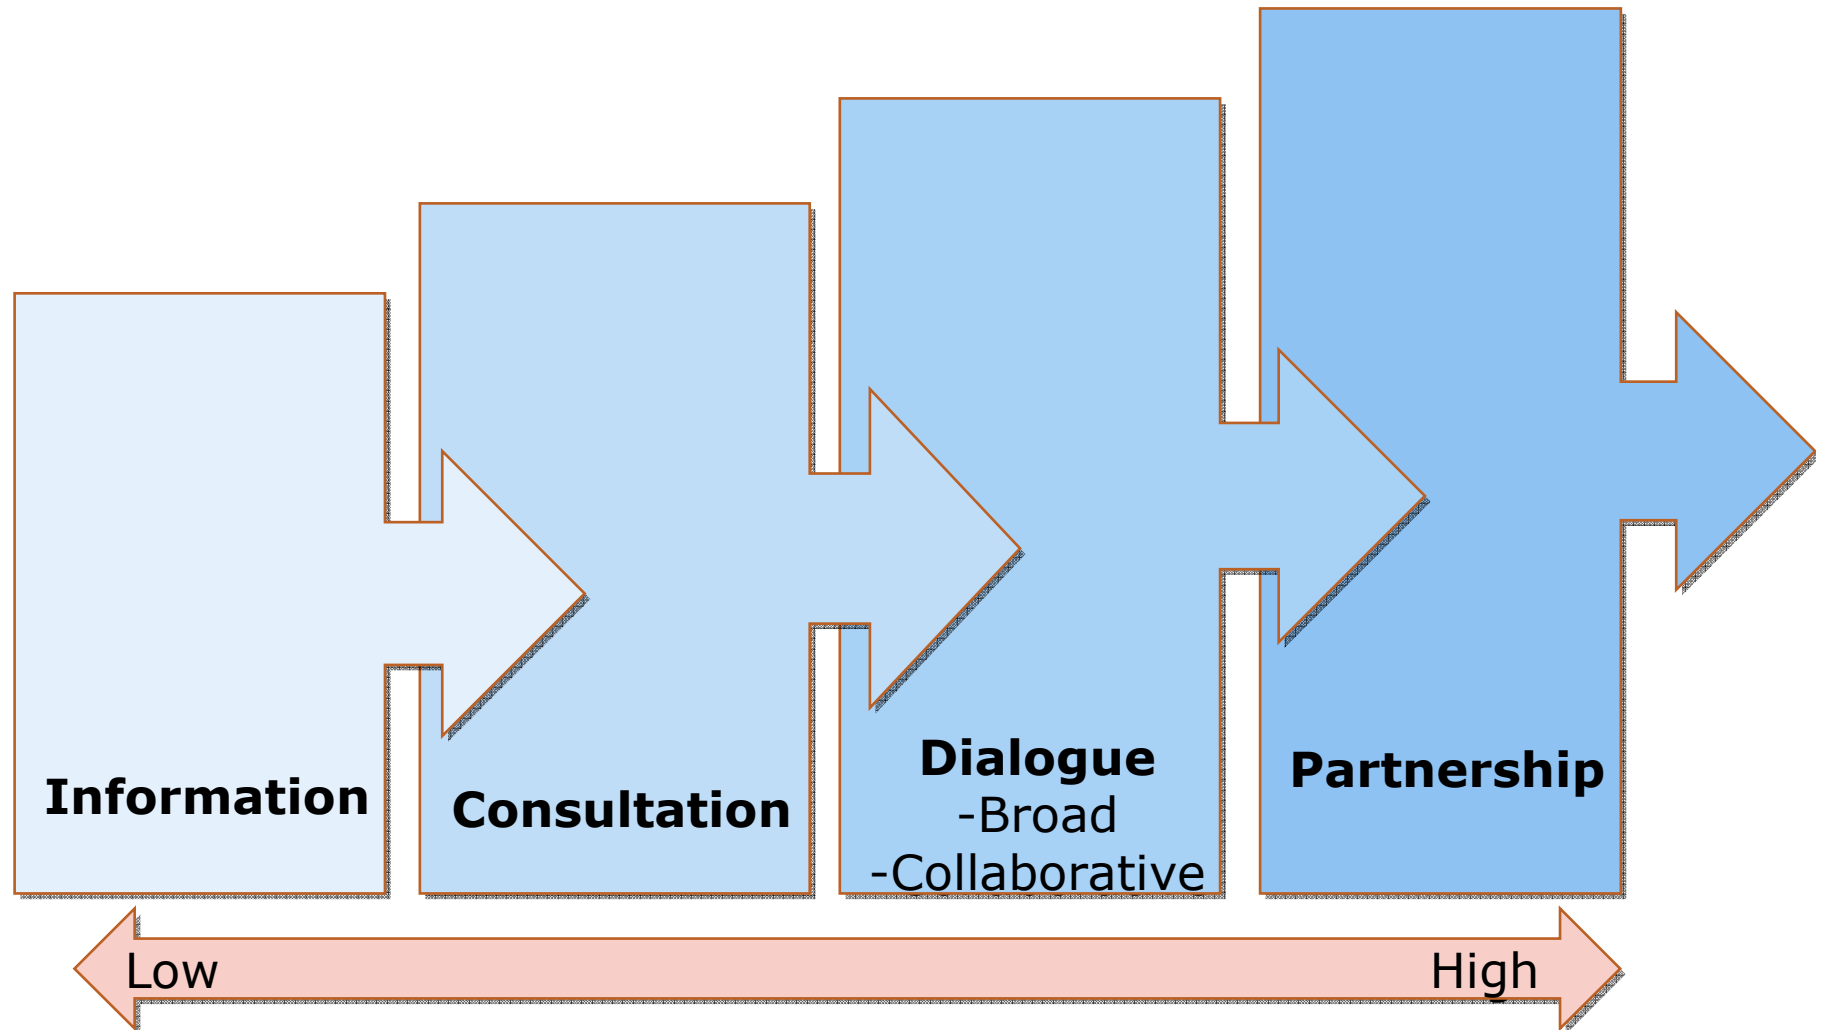 Information
Consultation
Dialogue
-Broad
-Collaborative
Partnership
Low
High